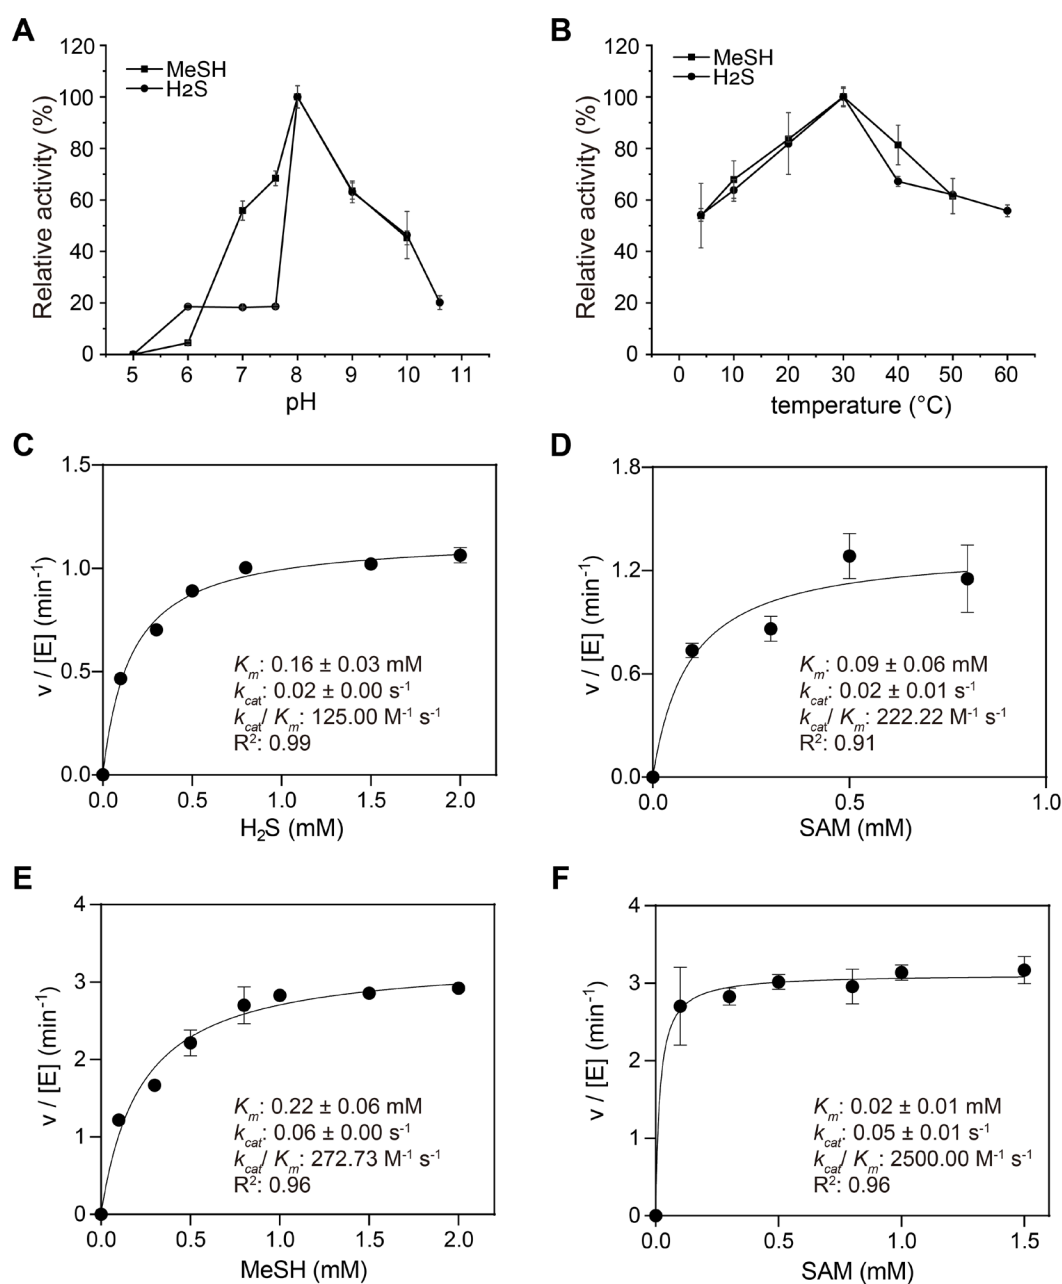 A
120
100
80
60
40
20
0
Relative activity (%)
MeSH
H2S
5 6 7 8 9 10 11
pH
B
120
100
80
60
40
20
0
Relative activity (%)
MeSH
H2S
0 10 20 30 40 50 60
temperature (°C)
C
1.5
1.0
0.5
0.0
v / [E] (min⁻¹)
Kₘ: 0.16 ± 0.03 mM
k_cat: 0.02 ± 0.00 s⁻¹
k_cat/ Kₘ: 125.00 M⁻¹ s⁻¹
R²: 0.99
0.0 0.5 1.0 1.5 2.0
H₂S (mM)
D
1.8
1.2
0.6
0.0
v / [E] (min⁻¹)
Kₘ: 0.09 ± 0.06 mM
k_cat: 0.02 ± 0.01 s⁻¹
k_cat/ Kₘ: 222.22 M⁻¹ s⁻¹
R²: 0.91
0.0 0.5 1.0
SAM (mM)
E
4
3
2
1
0
v / [E] (min⁻¹)
Kₘ: 0.22 ± 0.06 mM
k_cat: 0.06 ± 0.00 s⁻¹
k_cat/ Kₘ: 272.73 M⁻¹ s⁻¹
R²: 0.96
0.0 0.5 1.0 1.5 2.0
MeSH (mM)
F
4
3
2
1
0
v / [E] (min⁻¹)
Kₘ: 0.02 ± 0.01 mM
k_cat: 0.05 ± 0.01 s⁻¹
k_cat/ Kₘ: 2500.00 M⁻¹ s⁻¹
R²: 0.96
0.0 0.5 1.0 1.5
SAM (mM)